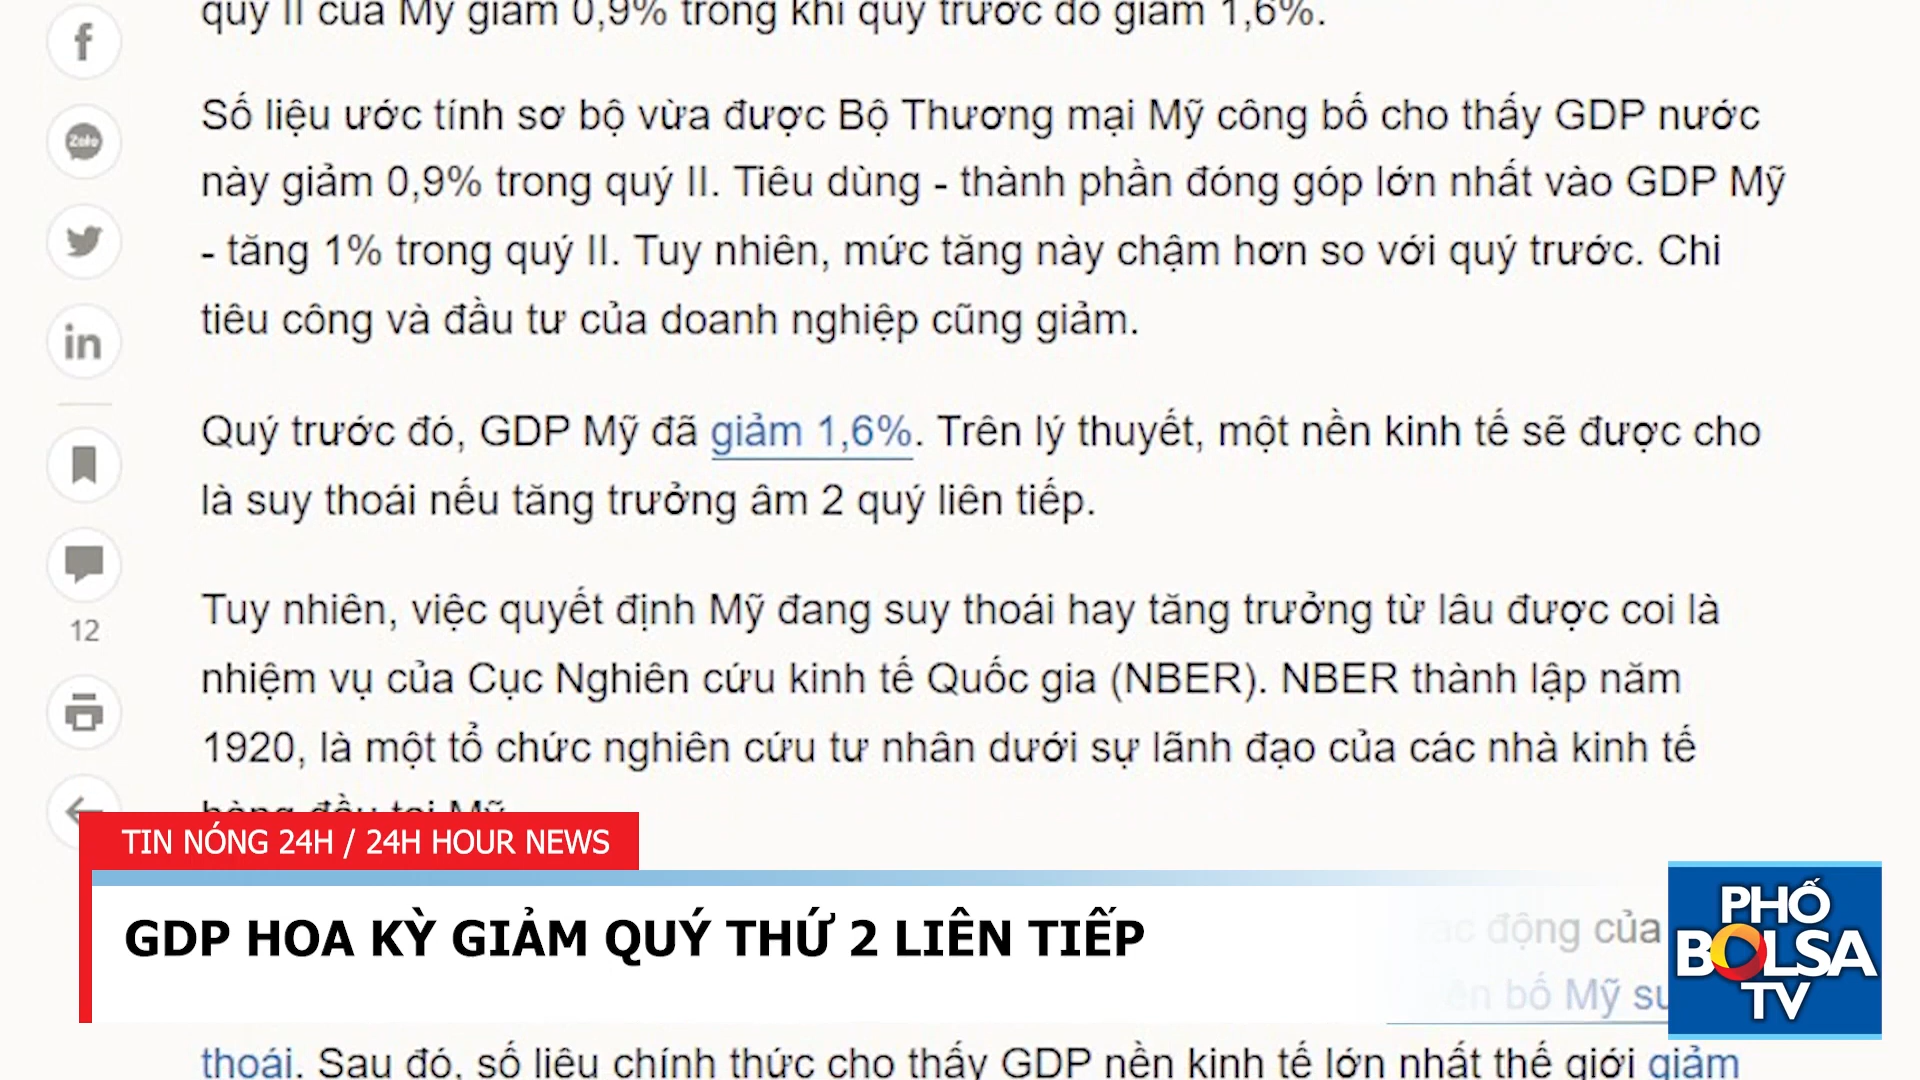 quý II của Mỹ giảm 0,9% trong khi quý trước đó giảm 1,6%.
Số liệu ước tính sơ bộ vừa được Bộ Thương mại Mỹ công bố cho thấy GDP nước
này giảm 0,9% trong quý II. Tiêu dùng - thành phần đóng góp lớn nhất vào GDP Mỹ
- tăng 1% trong quý II. Tuy nhiên, mức tăng này chậm hơn so với quý trước. Chi
tiêu công và đầu tư của doanh nghiệp cũng giảm.
Quý trước đó, GDP Mỹ đã giảm 1,6%. Trên lý thuyết, một nền kinh tế sẽ được cho
là suy thoái nếu tăng trưởng âm 2 quý liên tiếp.
Tuy nhiên, việc quyết định Mỹ đang suy thoái hay tăng trưởng từ lâu được coi là
nhiệm vụ của Cục Nghiên cứu kinh tế Quốc gia (NBER). NBER thành lập năm
1920, là một tổ chức nghiên cứu tư nhân dưới sự lãnh đạo của các nhà kinh tế
hàng đầu tại Mỹ.
f
Zalo
in
12
TIN NÓNG 24H / 24H HOUR NEWS
GDP HOA KỲ GIẢM QUÝ THỨ 2 LIÊN TIẾP
động của
bố Mỹ
PHỐ
BOLSA
TV
thoái. Sau đó, số liệu chính thức cho thấy GDP nền kinh tế lớn nhất thế giới giảm